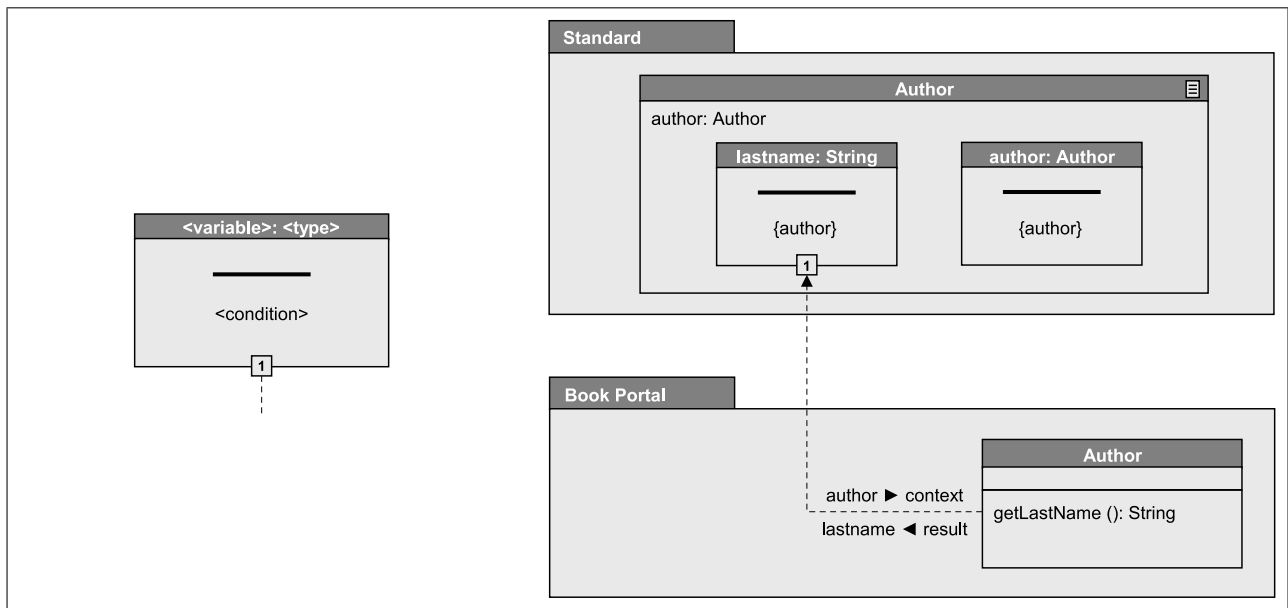 <variable>: <type>
<condition>
1
Standard
Author
author: Author
lastname: String
{author}
1
author: Author
{author}
Book Portal
author ► context
lastname ◄ result
Author
getLastName (): String